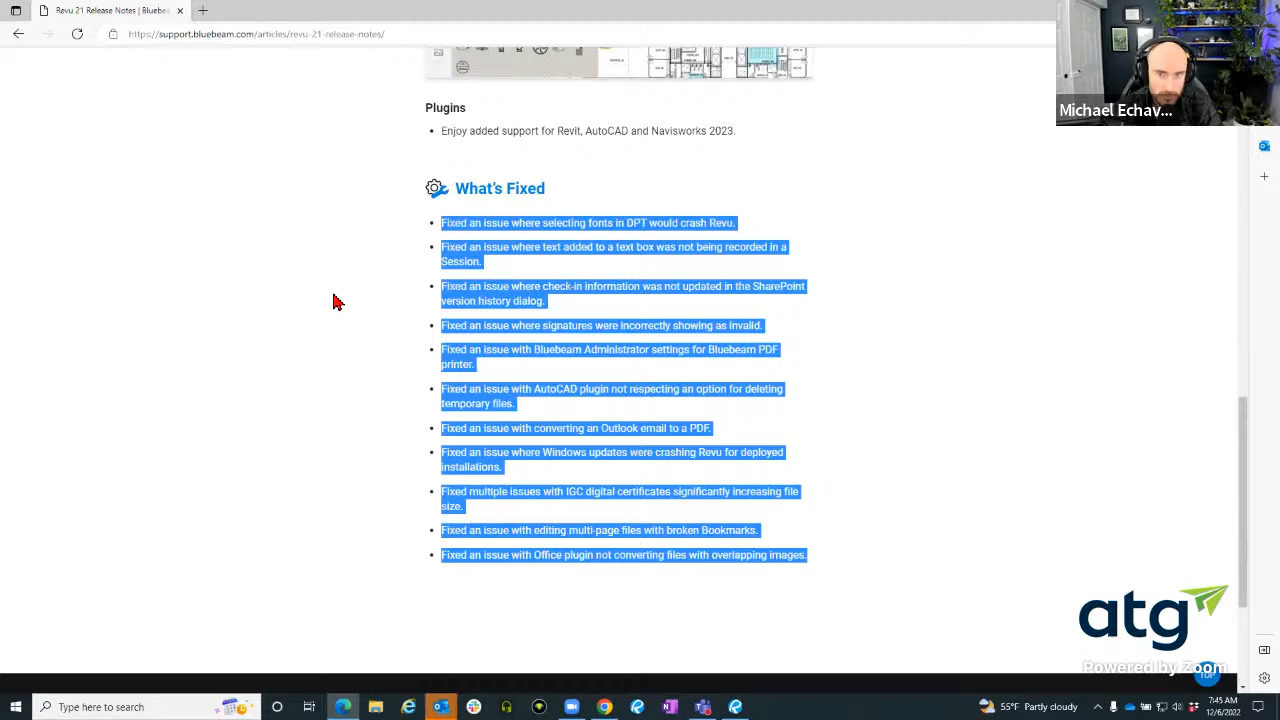 Revu 21 Release Notes | Bluebes
https://support.bluebeam.com/articles/revu-21-release-notes/
Michael Echav...
Plugins
• Enjoy added support for Revit, AutoCAD and Navisworks 2023.
What's Fixed
• Fixed an issue where selecting fonts in DPT would crash Revu.
• Fixed an issue where text added to a text box was not being recorded in a
Session.
• Fixed an issue where check-in information was not updated in the SharePoint
version history dialog.
• Fixed an issue where signatures were incorrectly showing as invalid.
• Fixed an issue with Bluebeam Administrator settings for Bluebeam PDF
printer.
• Fixed an issue with AutoCAD plugin not respecting an option for deleting
temporary files.
• Fixed an issue with converting an Outlook email to a PDF.
• Fixed an issue where Windows updates were crashing Revu for deployed
installations.
• Fixed multiple issues with IGC digital certificates significantly increasing file
size.
• Fixed an issue with editing multi-page files with broken Bookmarks.
• Fixed an issue with Office plugin not converting files with overlapping images.
atg
Powered by Zoom
TOP
Type here to search
55°F Partly cloudy
7:45 AM
12/6/2022